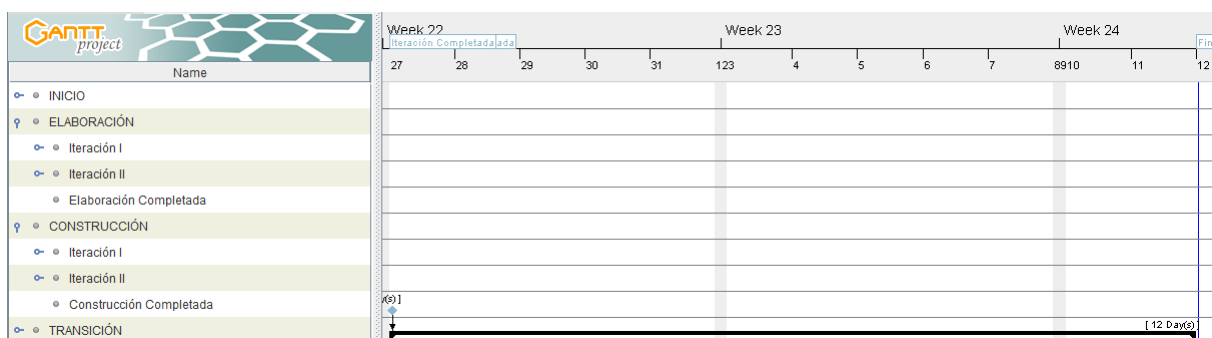 GANTT
project
Name
INICIO
ELABORACIÓN
Iteración I
Iteración II
Elaboración Completada
CONSTRUCCIÓN
Iteración I
Iteración II
Construcción Completada
TRANSICIÓN
Week 22 Week 23 Week 24
Iteración Completada ada Fin
27 28 29 30 31 1 2 3 4 5 6 7 8 9 10 11 12
/(s) ]
[ 12 Day(s) ]